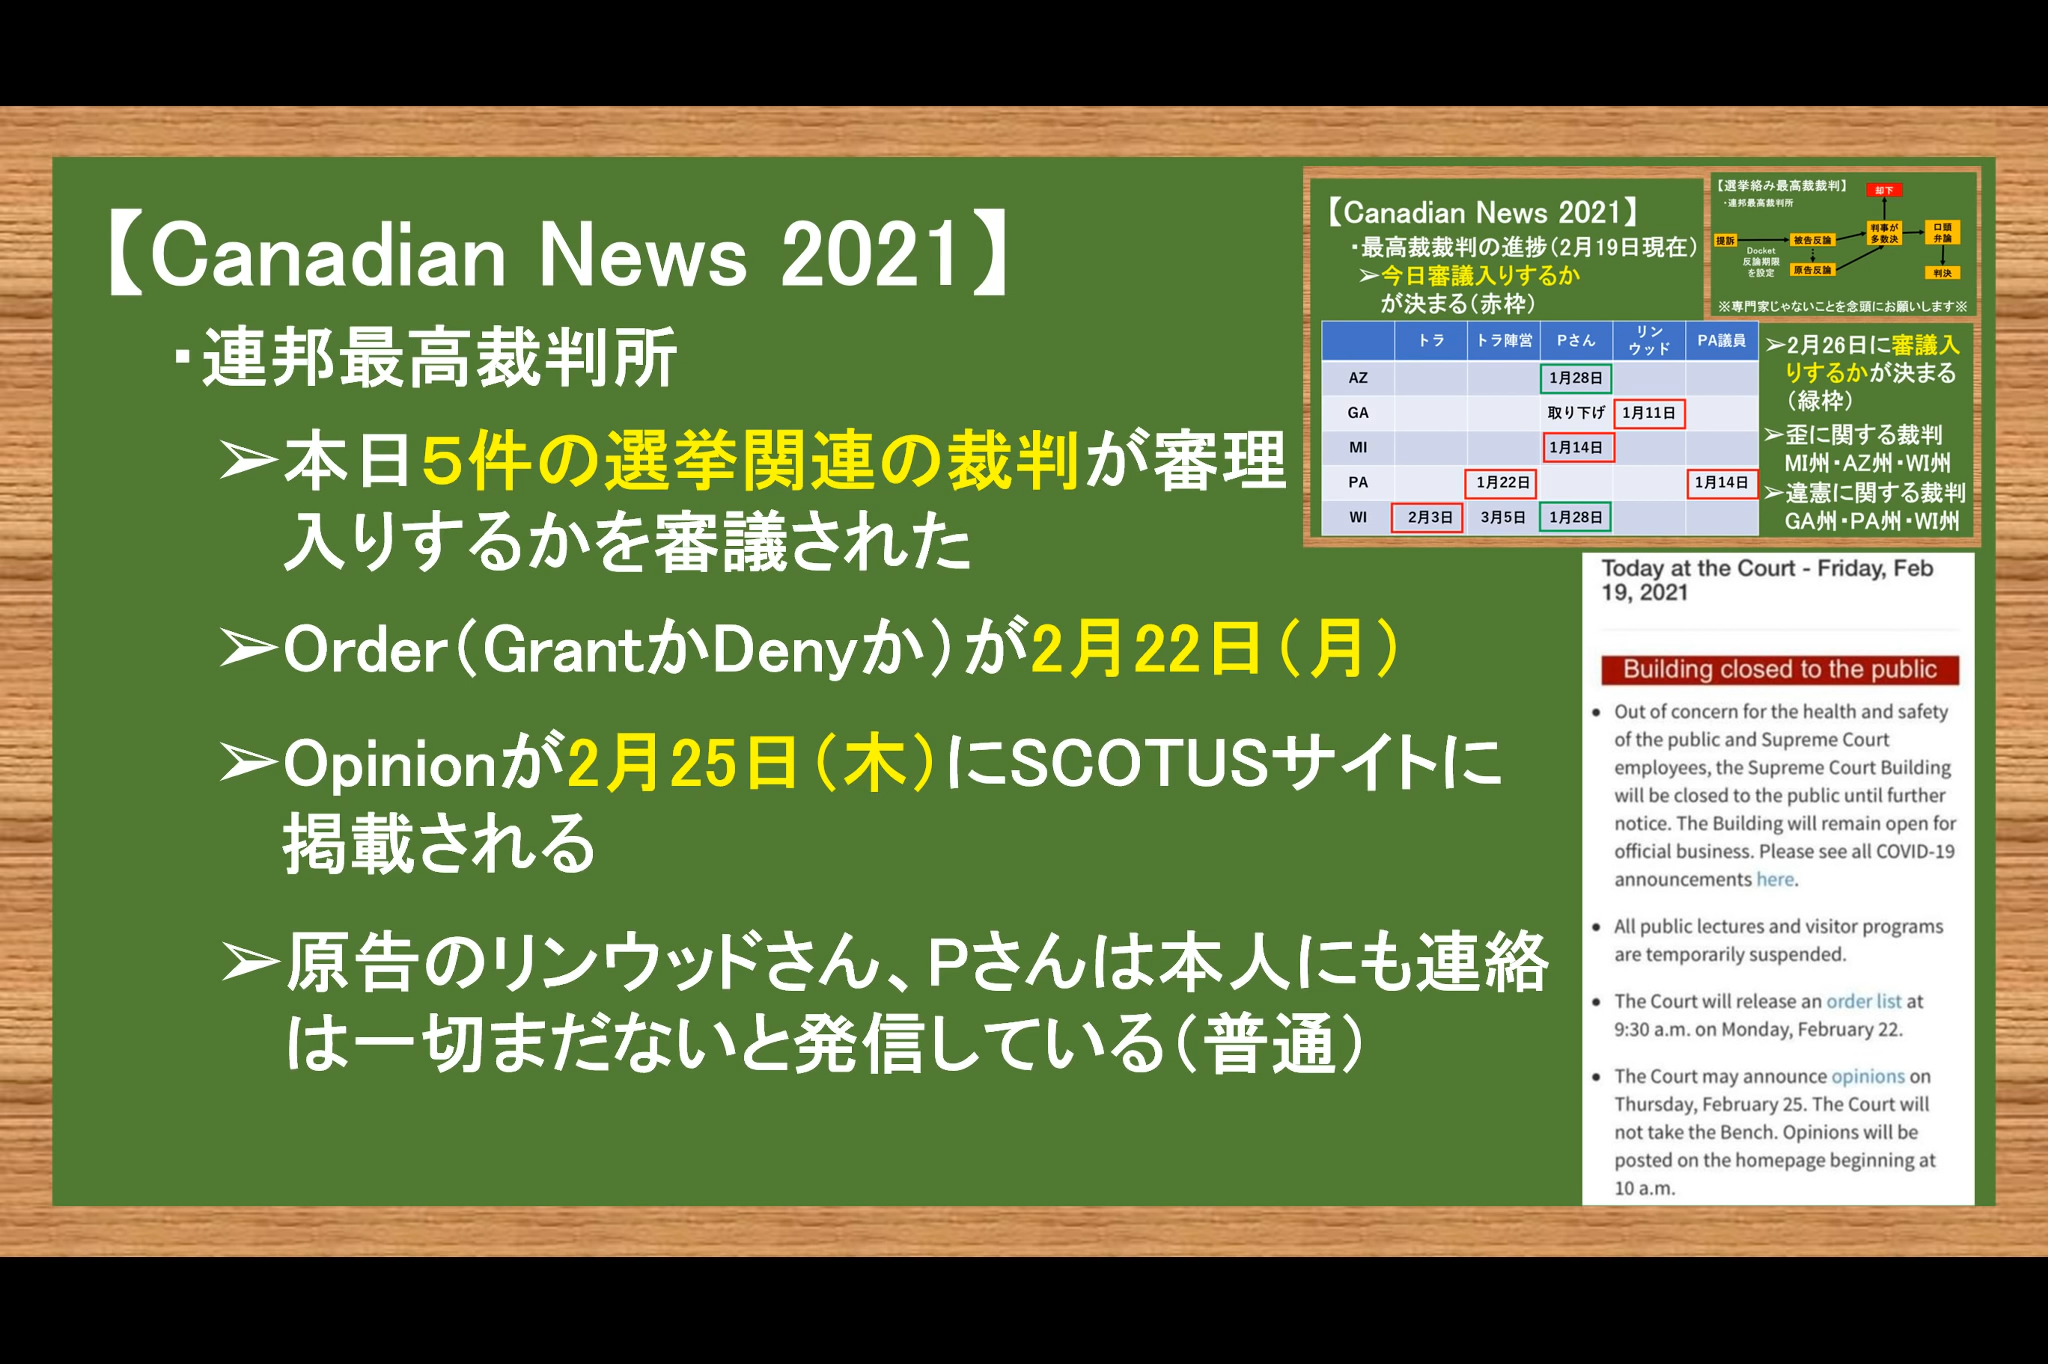 【Canadian News 2021】
・連邦最高裁判所
➢本日５件の選挙関連の裁判が審理
入りするかを審議された
➢Order（GrantかDenyか）が2月22日（月）
➢Opinionが2月25日（木）にSCOTUSサイトに
掲載される
➢原告のリンウッドさん、Pさんは本人にも連絡
は一切まだないと発信している（普通）
【Canadian News 2021】
・最高裁裁判の進捗（2月19日現在）
➢今日審議入りするか
が決まる（赤枠）
トラ トラ陣営 Pさん リン PA議員
ウッド
AZ 1月28日
GA 取り下げ 1月11日
MI 1月14日
PA 1月22日 1月14日
WI 2月3日 3月5日 1月28日
【選挙絡み最高裁裁判】
・連邦最高裁判所
却下
提訴 被告反論 判事が 口頭
多数決 弁論
Docket
反論期限
を設定
原告反論 判決
※専門家じゃないことを念頭にお願いします※
➢2月26日に審議入
りするかが決まる
（緑枠）
➢歪に関する裁判
MI州・AZ州・WI州
➢違憲に関する裁判
GA州・PA州・WI州
Today at the Court - Friday, Feb
19, 2021
Building closed to the public
• Out of concern for the health and safety
of the public and Supreme Court
employees, the Supreme Court Building
will be closed to the public until further
notice. The Building will remain open for
official business. Please see all COVID-19
announcements here.
• All public lectures and visitor programs
are temporarily suspended.
• The Court will release an order list at
9:30 a.m. on Monday, February 22.
• The Court may announce opinions on
Thursday, February 25. The Court will
not take the Bench. Opinions will be
posted on the homepage beginning at
10 a.m.